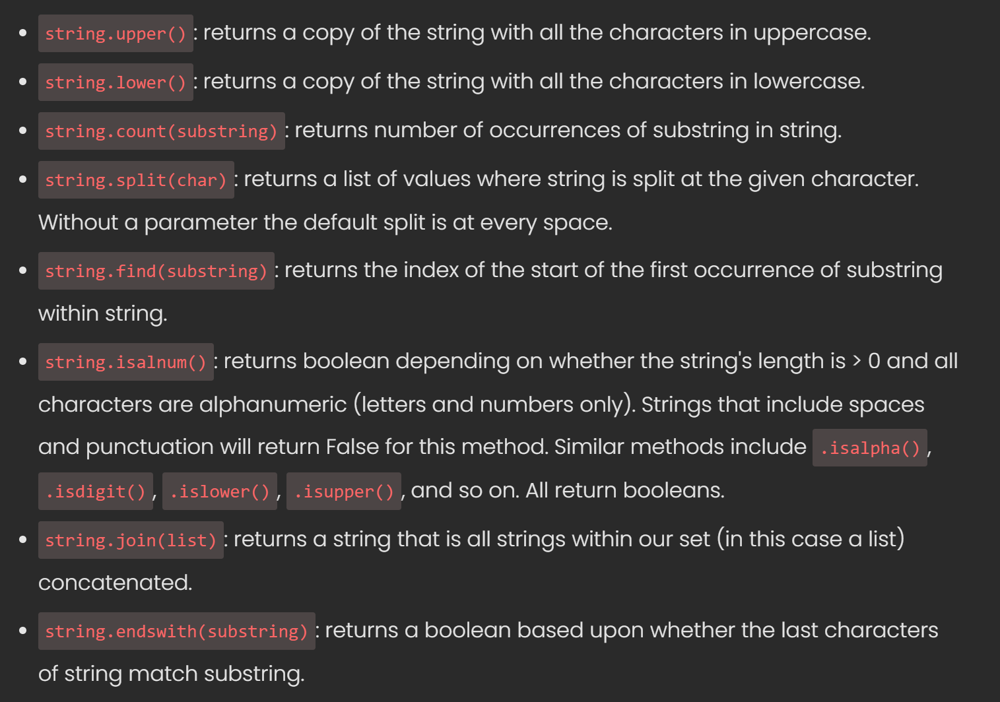 • string.upper() : returns a copy of the string with all the characters in uppercase.
• string.lower() : returns a copy of the string with all the characters in lowercase.
• string.count(substring) : returns number of occurrences of substring in string.
• string.split(char) : returns a list of values where string is split at the given character.
Without a parameter the default split is at every space.
• string.find(substring) : returns the index of the start of the first occurrence of substring
within string.
• string.isalnum() : returns boolean depending on whether the string's length is > 0 and all
characters are alphanumeric (letters and numbers only). Strings that include spaces
and punctuation will return False for this method. Similar methods include .isalpha() ,
.isdigit() , .islower() , .isupper() , and so on. All return booleans.
• string.join(list) : returns a string that is all strings within our set (in this case a list)
concatenated.
• string.endswith(substring) : returns a boolean based upon whether the last characters
of string match substring.